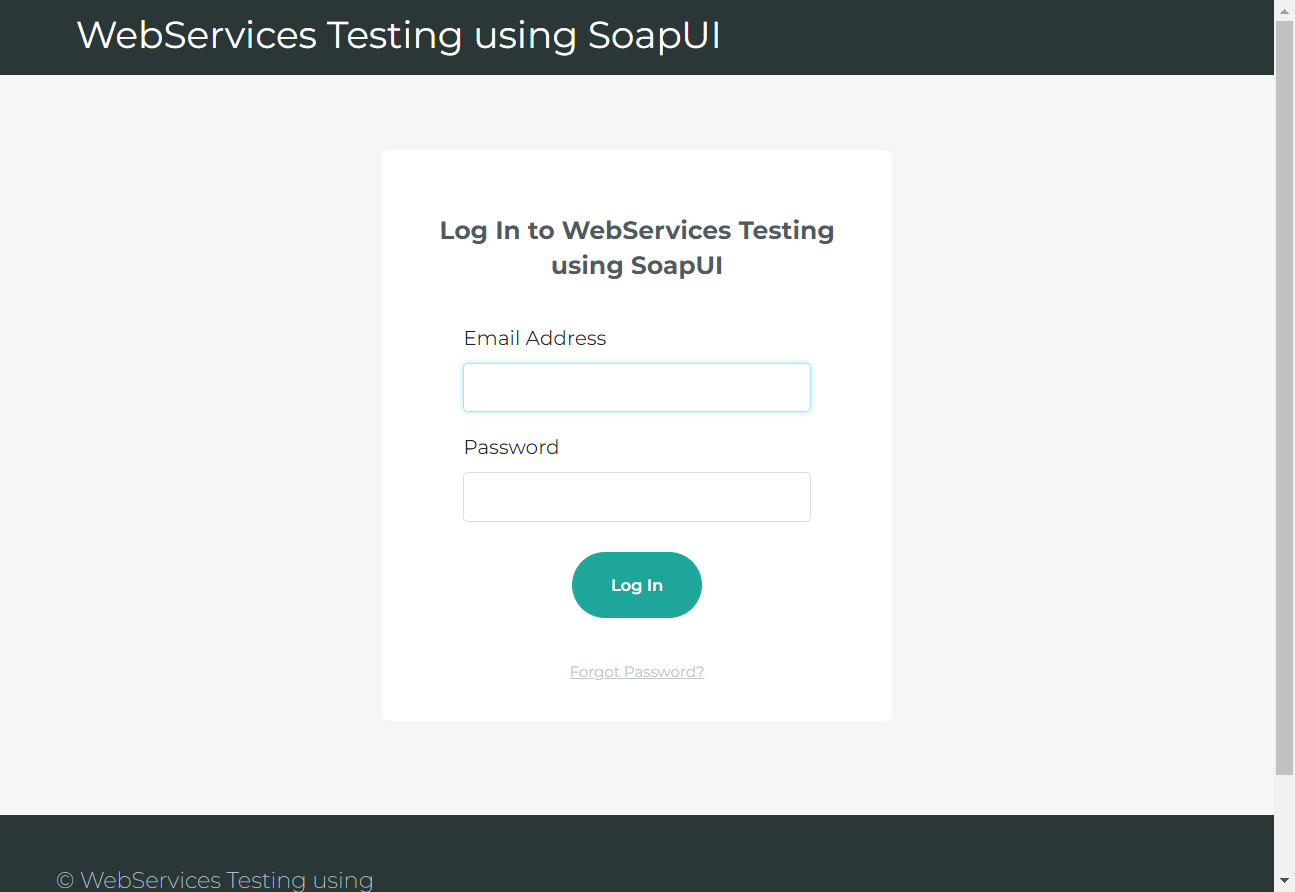 WebServices Testing using SoapUI
Log In to WebServices Testing
using SoapUI
Email Address
Password
Log In
Forgot Password?
© WebServices Testing using